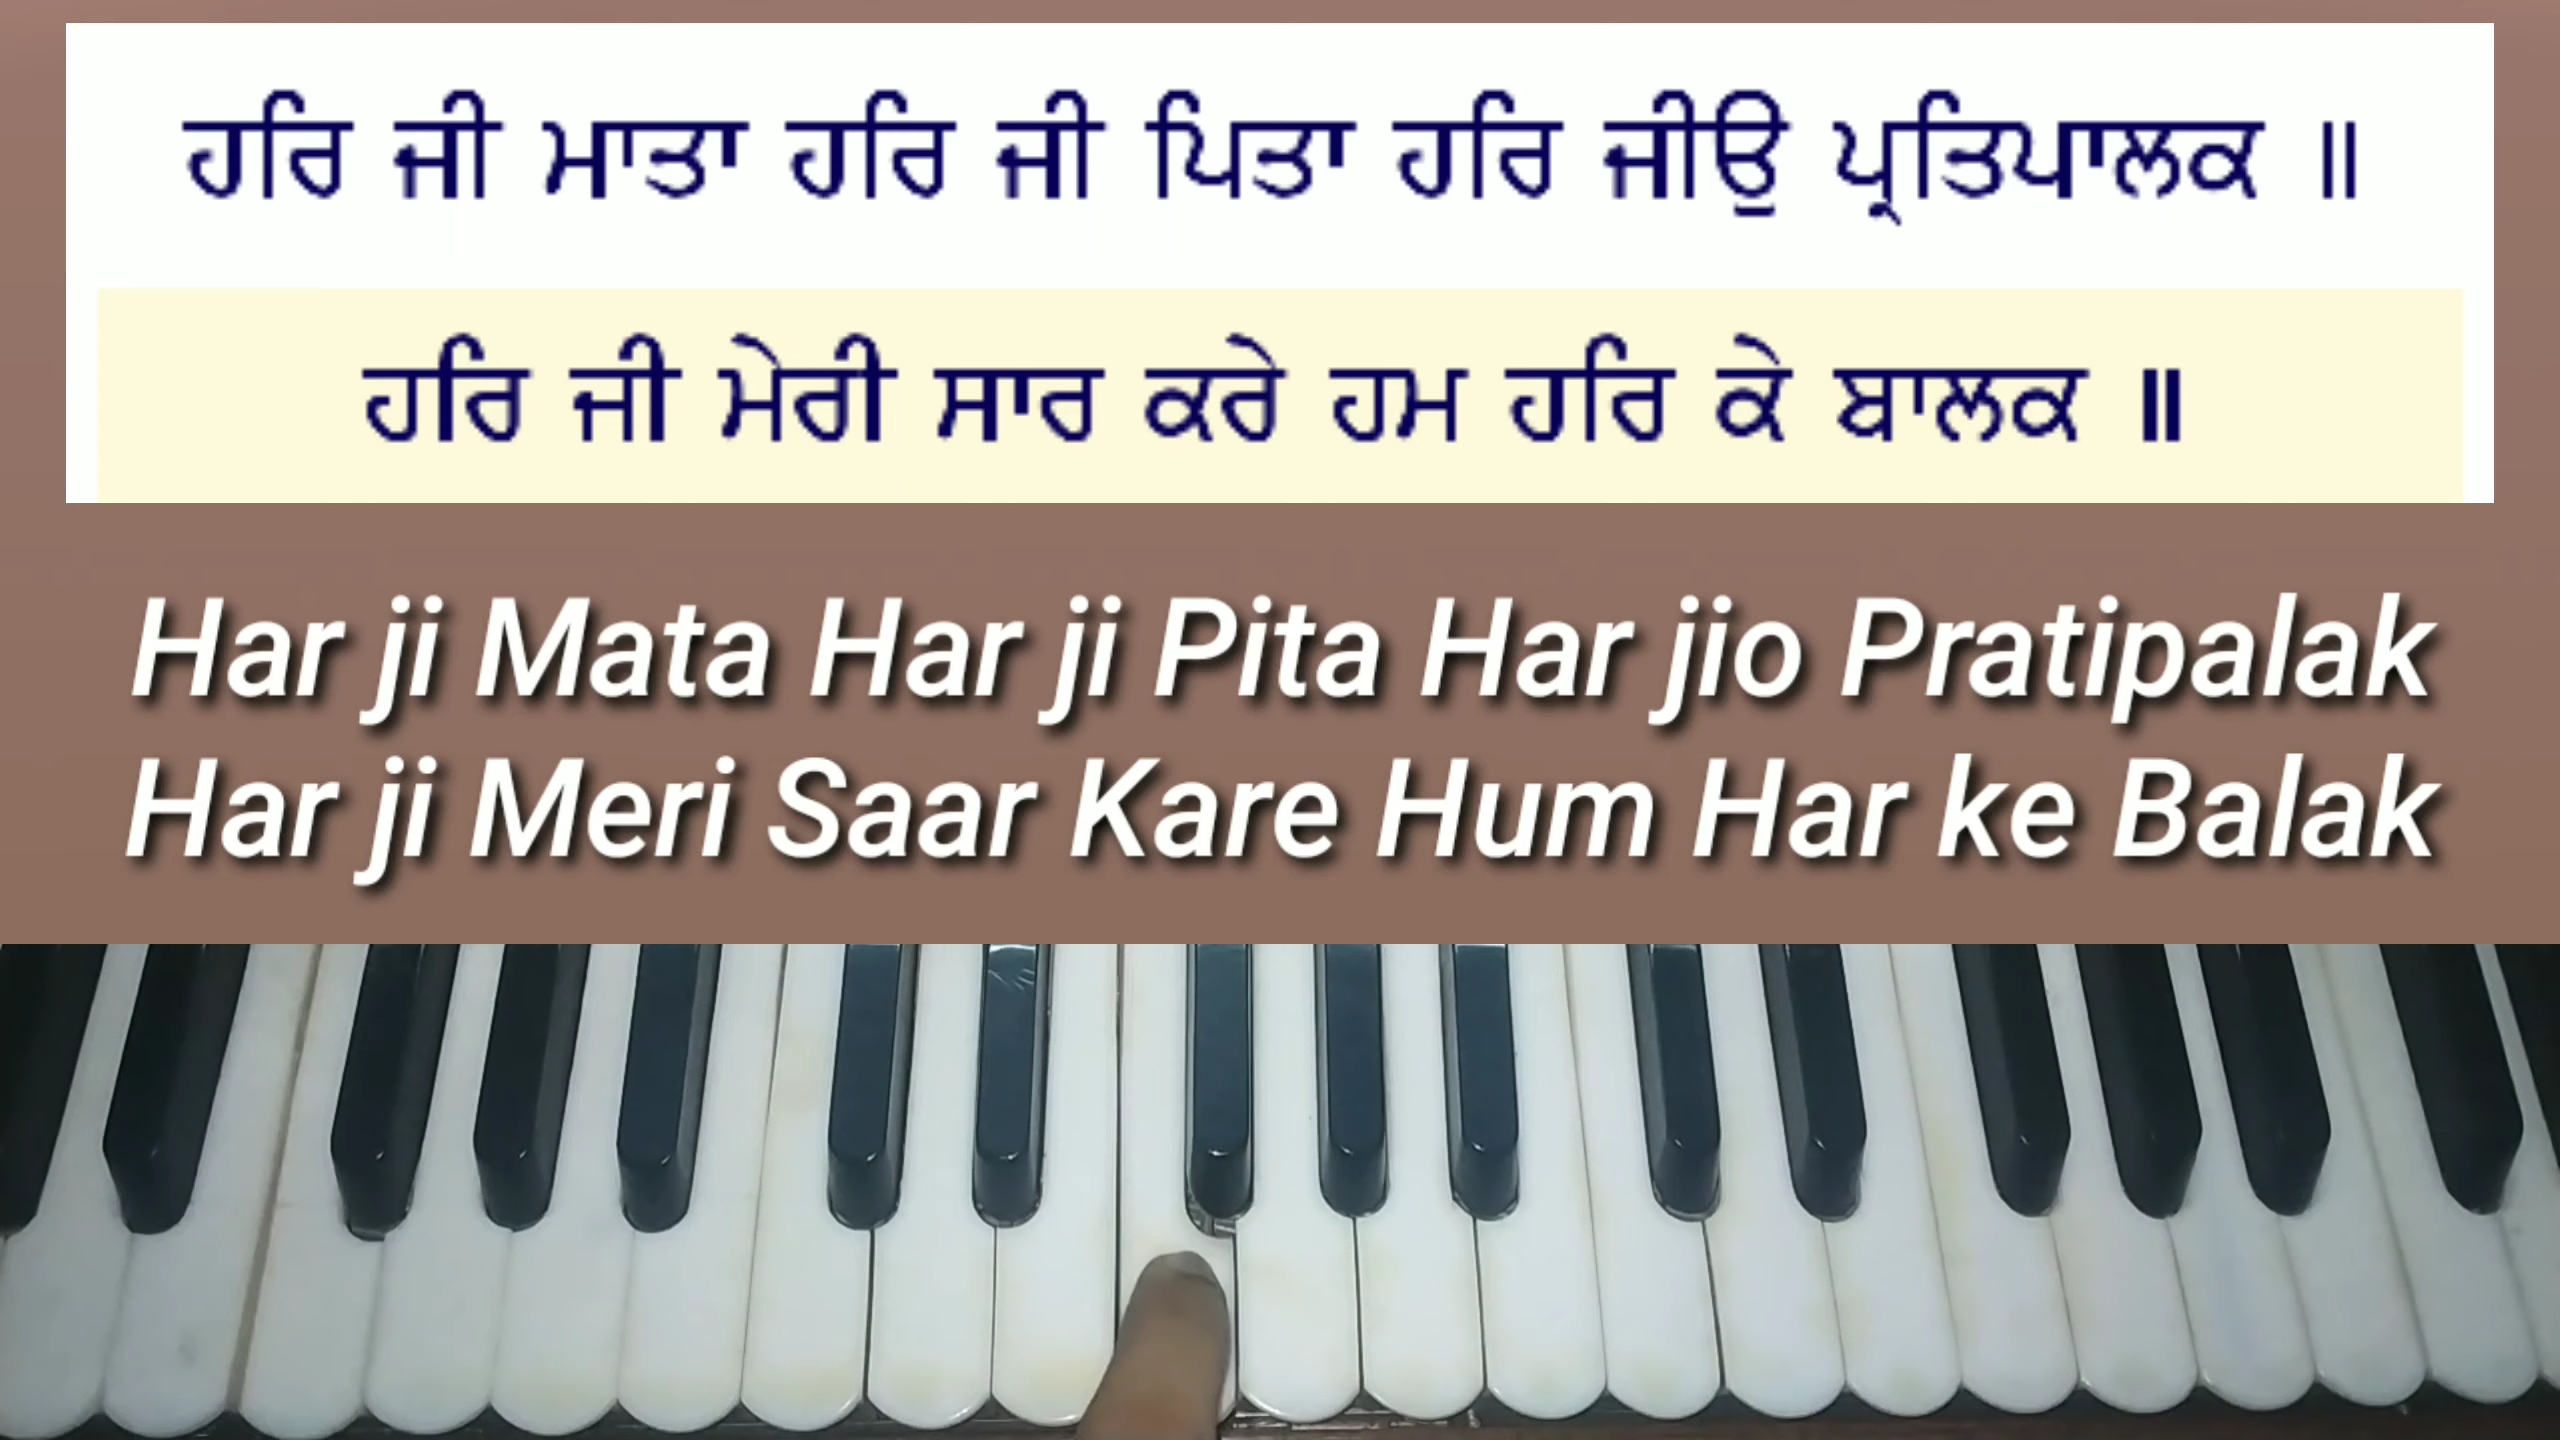 ਹਰਿ ਜੀ ਮਾਤਾ ਹਰਿ ਜੀ ਪਿਤਾ ਹਰਿ ਜੀਉ ਪ੍ਰਤਿਪਾਲਕ ॥
ਹਰਿ ਜੀ ਮੇਰੀ ਸਾਰ ਕਰੇ ਹਮ ਹਰਿ ਕੇ ਬਾਲਕ ॥
Har ji Mata Har ji Pita Har jio Pratipalak
Har ji Meri Saar Kare Hum Har ke Balak